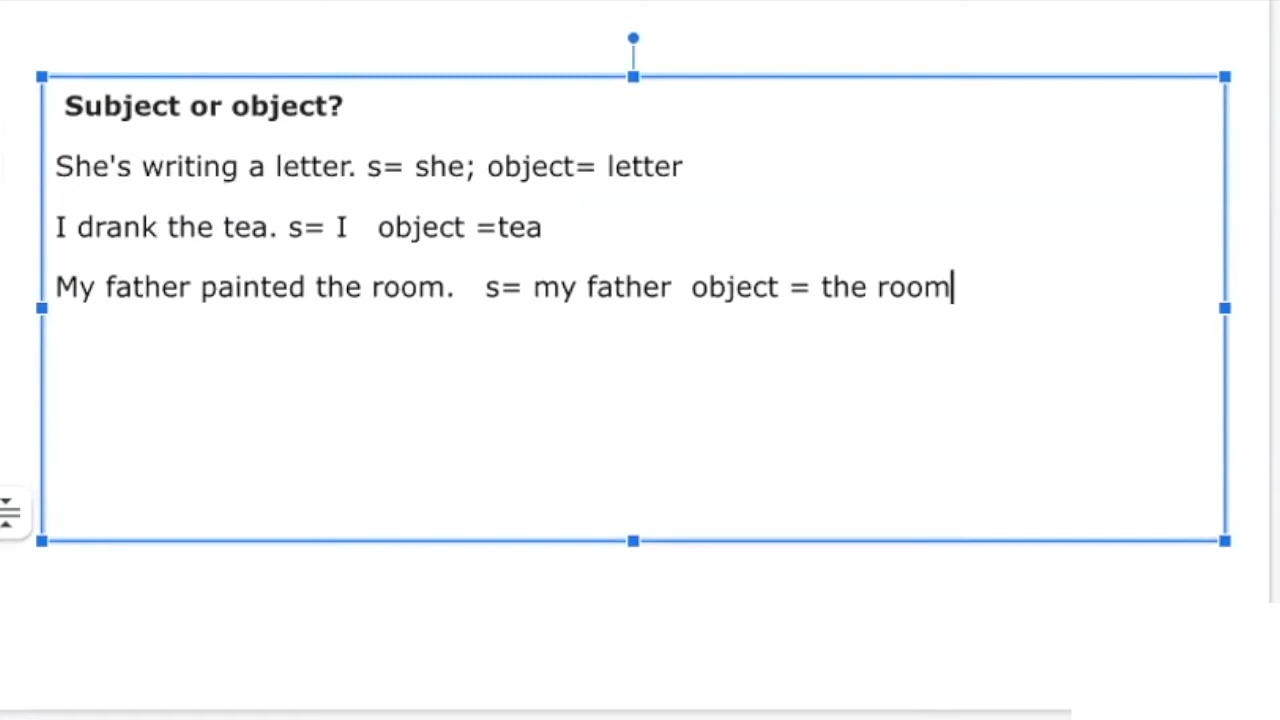 Subject or object?
She's writing a letter. s= she; object= letter
I drank the tea. s= I   object =tea
My father painted the room.   s= my father  object = the room